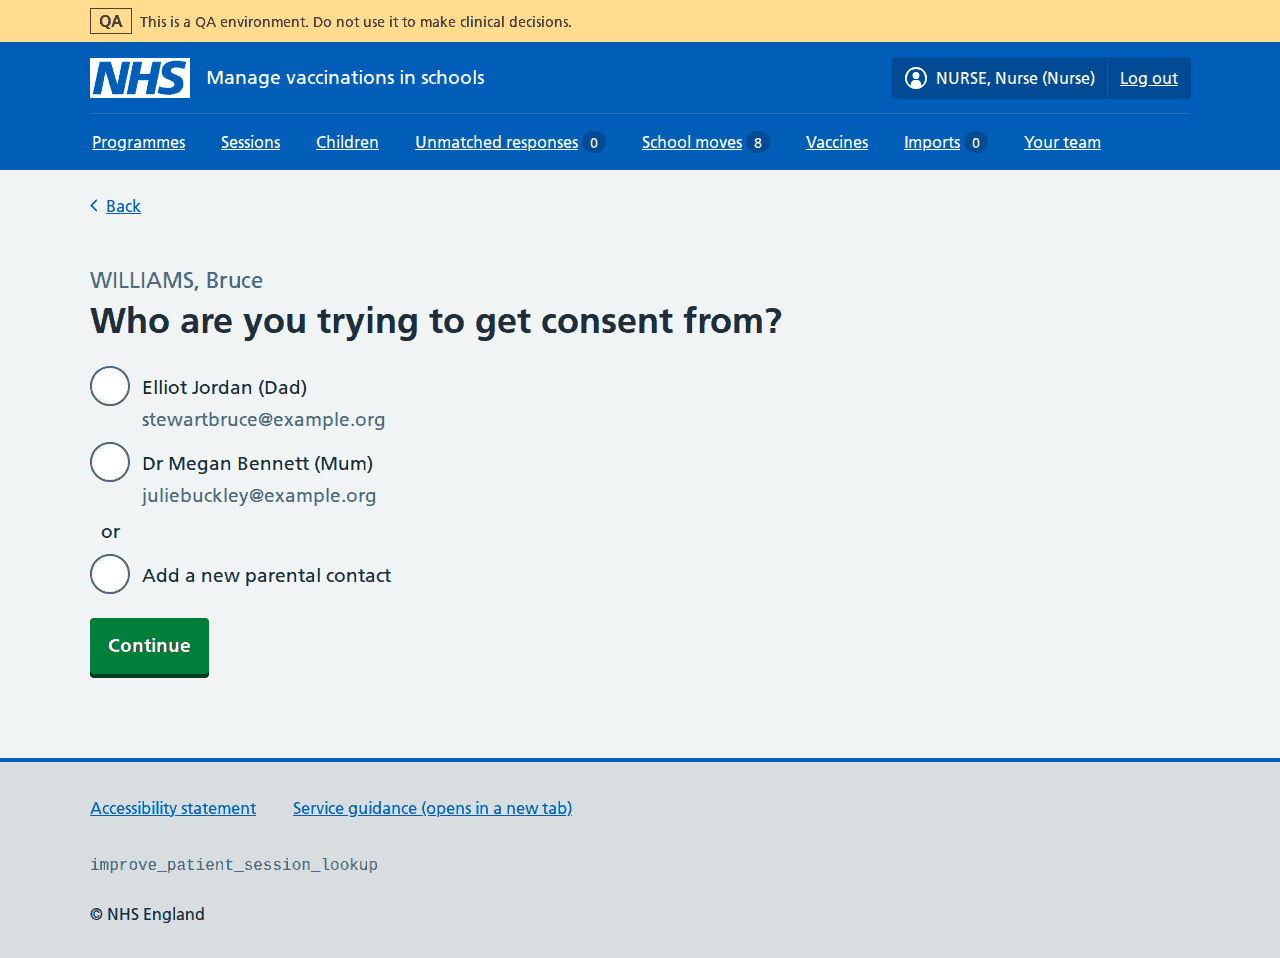 QA This is a QA environment. Do not use it to make clinical decisions.
NHS Manage vaccinations in schools NURSE, Nurse (Nurse) Log out
Programmes Sessions Children Unmatched responses 0 School moves 8 Vaccines Imports 0 Your team
Back
WILLIAMS, Bruce
Who are you trying to get consent from?
Elliot Jordan (Dad)
stewartbruce@example.org
Dr Megan Bennett (Mum)
juliebuckley@example.org
or
Add a new parental contact
Continue
Accessibility statement Service guidance (opens in a new tab)
improve_patient_session_lookup
© NHS England